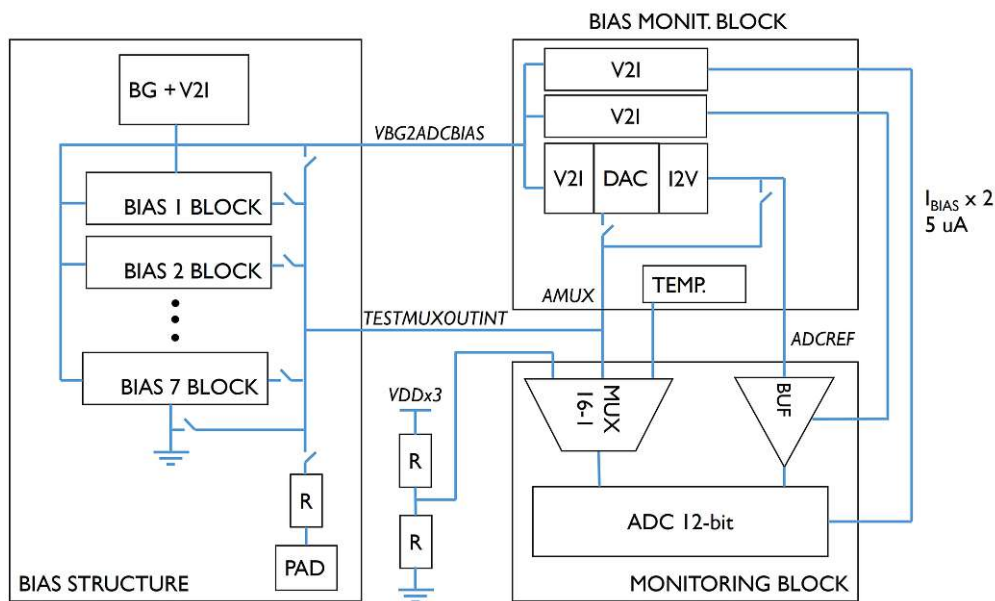 BIAS MONIT. BLOCK
BG + V2I
V2I
V2I
VBG2ADCBIAS
V2I
DAC
I2V
BIAS 1 BLOCK
I_BIAS x 2
5 uA
BIAS 2 BLOCK
TEMP.
AMUX
TESTMUXOUTINT
ADCREF
BIAS 7 BLOCK
VDDx3
MUX
16-1
BUF
R
R
ADC 12-bit
R
PAD
BIAS STRUCTURE
MONITORING BLOCK